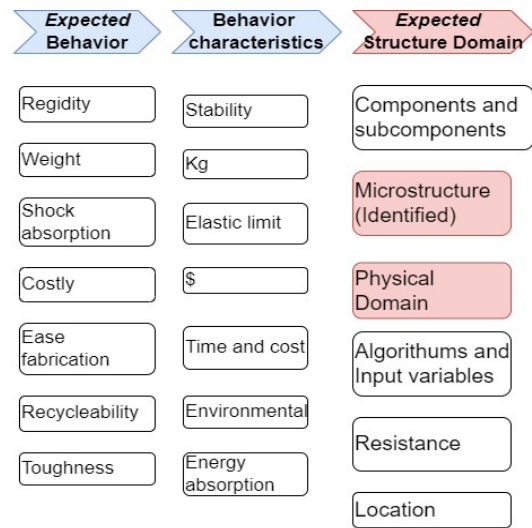 Expected
Behavior
Behavior
characteristics
Expected
Structure Domain
Regidity
Weight
Shock
absorption
Costly
Ease
fabrication
Recycleability
Toughness
Stability
Kg
Elastic limit
$
Time and cost
Environmental
Energy
absorption
Components and
subcomponents
Microstructure
(Identified)
Physical
Domain
Algorithums and
Input variables
Resistance
Location